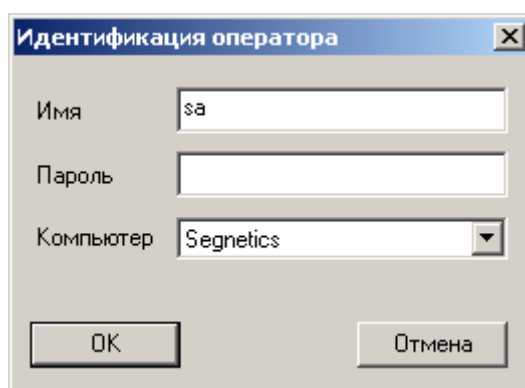 Идентификация оператора
Имя sa
Пароль
Компьютер Segnetics
OK Отмена